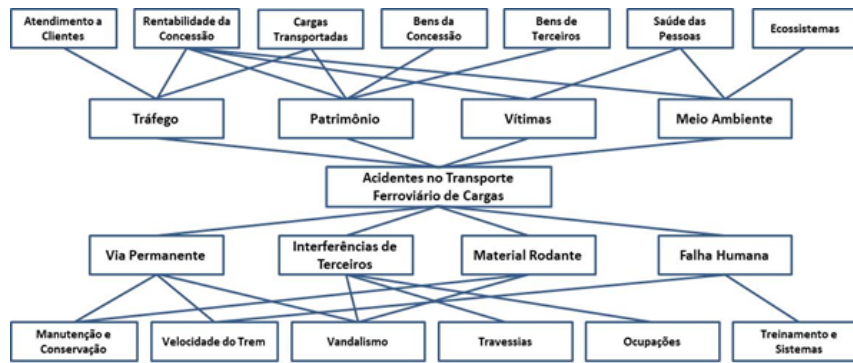 Atendimento a
Clientes
Rentabilidade da
Concessão
Cargas
Transportadas
Bens da
Concessão
Bens de
Terceiros
Saúde das
Pessoas
Ecossistemas
Tráfego
Patrimônio
Vítimas
Meio Ambiente
Acidentes no Transporte
Ferroviário de Cargas
Via Permanente
Interferências de
Terceiros
Material Rodante
Falha Humana
Manutenção e
Conservação
Velocidade do Trem
Vandalismo
Travessias
Ocupações
Treinamento e
Sistemas